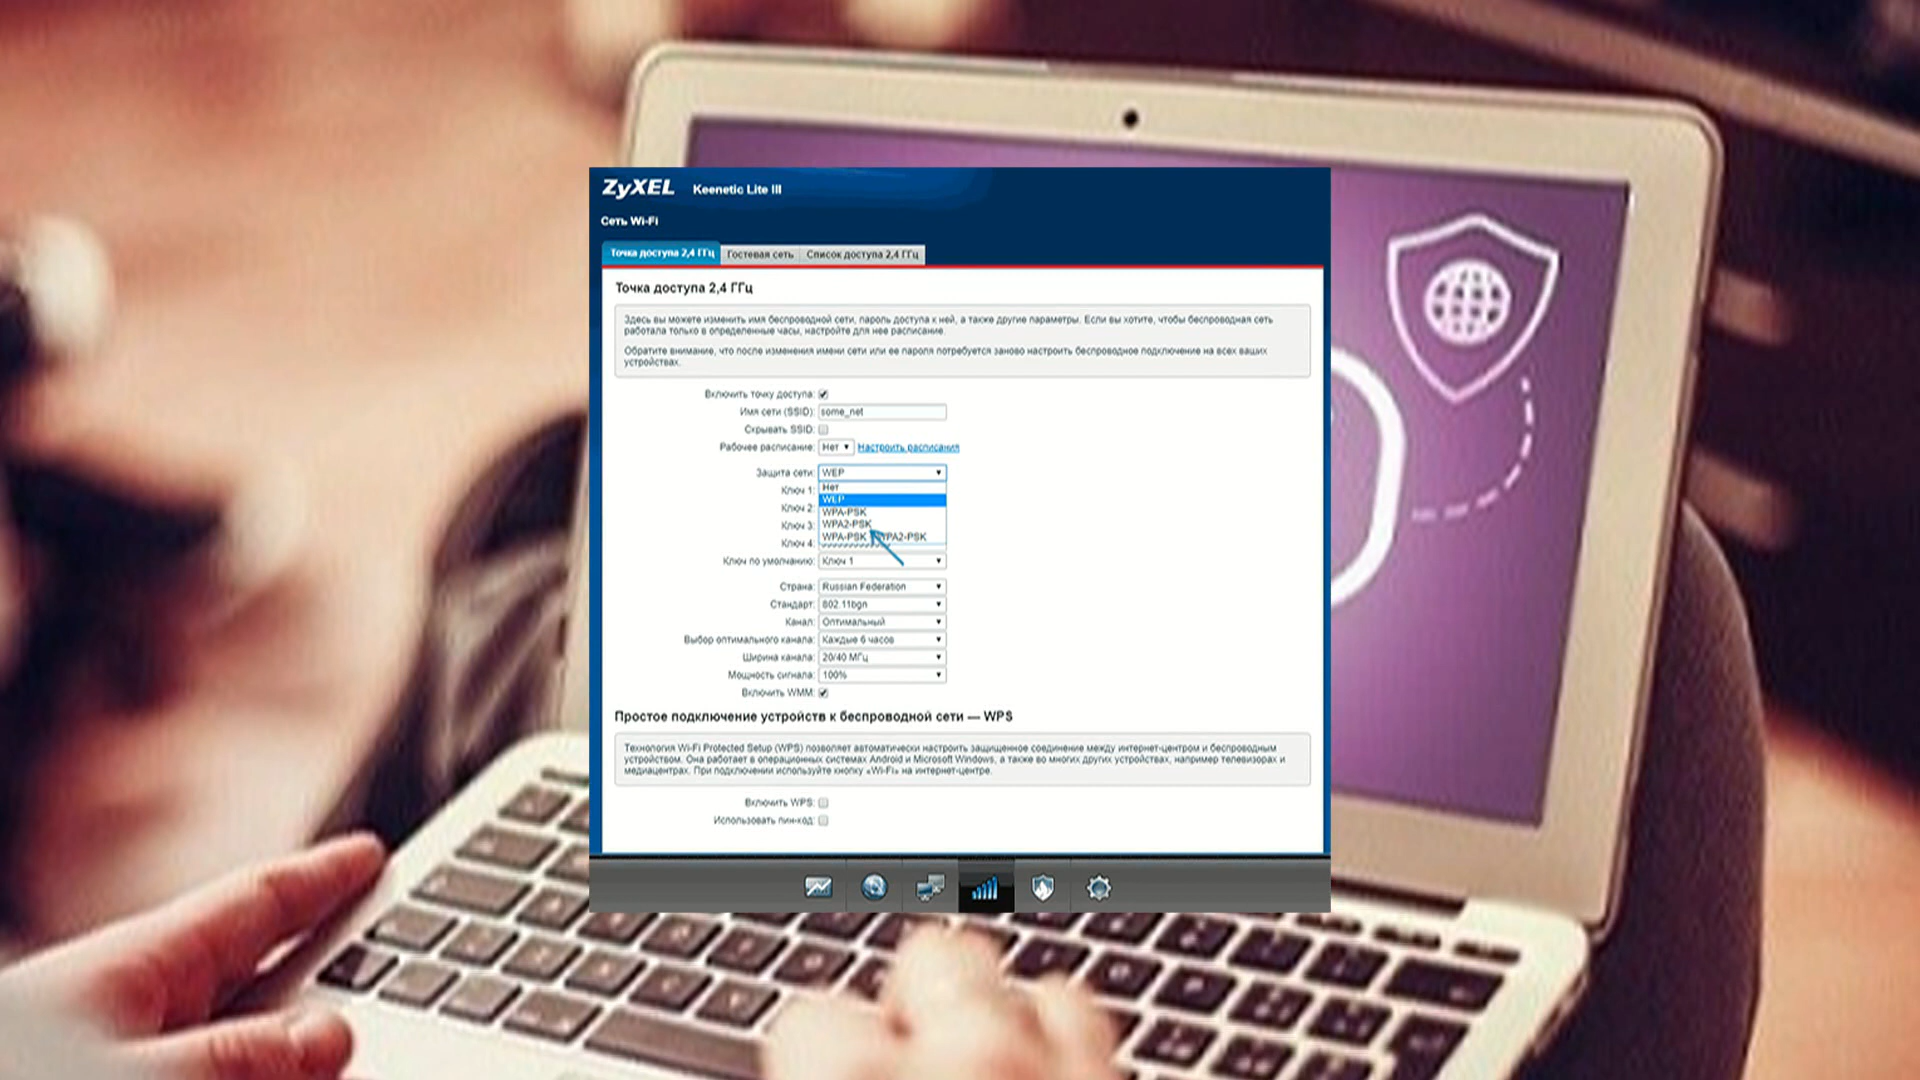 ZyXEL Keenetic Lite III
Сеть Wi-Fi
Точка доступа 2,4 ГГц Гостевая сеть Список доступа 2,4 ГГц
Точка доступа 2,4 ГГц
Здесь вы можете изменить имя беспроводной сети, пароль доступа к ней, а также другие параметры. Если вы хотите, чтобы беспроводная сеть
работала только в определенные часы, настройте для нее расписание.
Обратите внимание, что после изменения имени сети или ее пароля потребуется заново настроить беспроводное подключение на всех ваших
устройствах.
Включить точку доступа:
Имя сети (SSID): some_net
Скрывать SSID:
Рабочее расписание: Нет Настроить расписания
Защита сети: WEP
Ключ 1: Нет
WEP
Ключ 2: WPA-PSK
Ключ 3: WPA2-PSK
Ключ 4: WPA-PSK WPA2-PSK
Ключ по умолчанию: Ключ 1
Страна: Russian Federation
Стандарт: 802.11bgn
Канал: Оптимальный
Выбор оптимального канала: Каждые 6 часов
Ширина канала: 20/40 МГц
Мощность сигнала: 100%
Включить WMM:
Простое подключение устройств к беспроводной сети — WPS
Технология Wi-Fi Protected Setup (WPS) позволяет автоматически настроить защищенное соединение между интернет-центром и беспроводным
устройством. Она работает в операционных системах Android и Microsoft Windows, а также во многих других устройствах, например телевизорах и
медиацентрах. При подключении используйте кнопку «Wi-Fi» на интернет-центре.
Включить WPS:
Использовать пин-код: